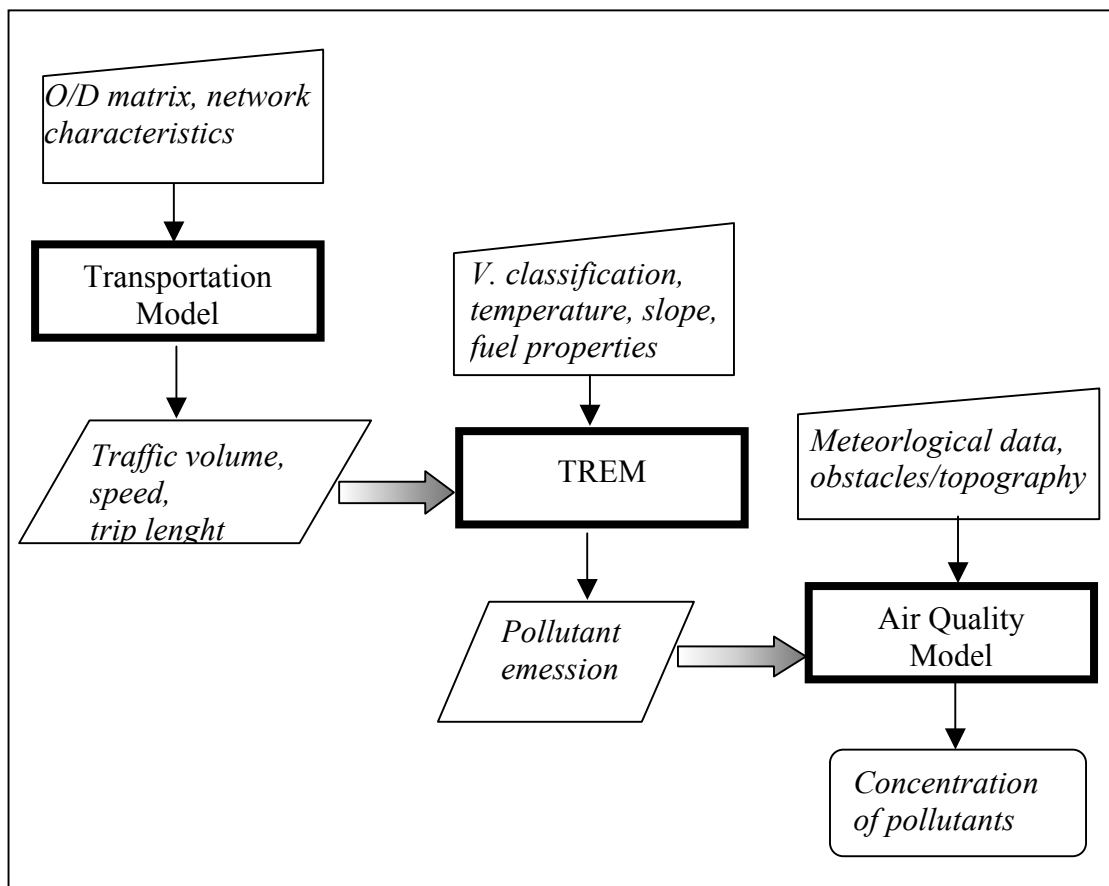 O/D matrix, network
characteristics
Transportation
Model
Traffic volume,
speed,
trip lenght
V. classification,
temperature, slope,
fuel properties
TREM
Pollutant
emession
Meteorlogical data,
obstacles/topography
Air Quality
Model
Concentration
of pollutants